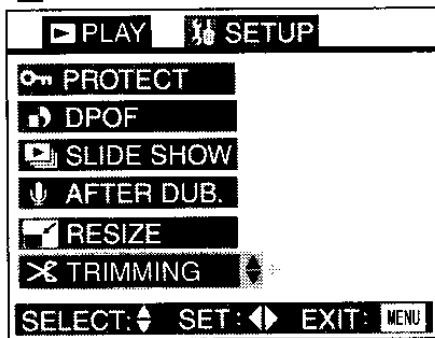 PLAY SETUP
PROTECT
DPOF
SLIDE SHOW
AFTER DUB.
RESIZE
TRIMMING
SELECT: SET: EXIT: MENU